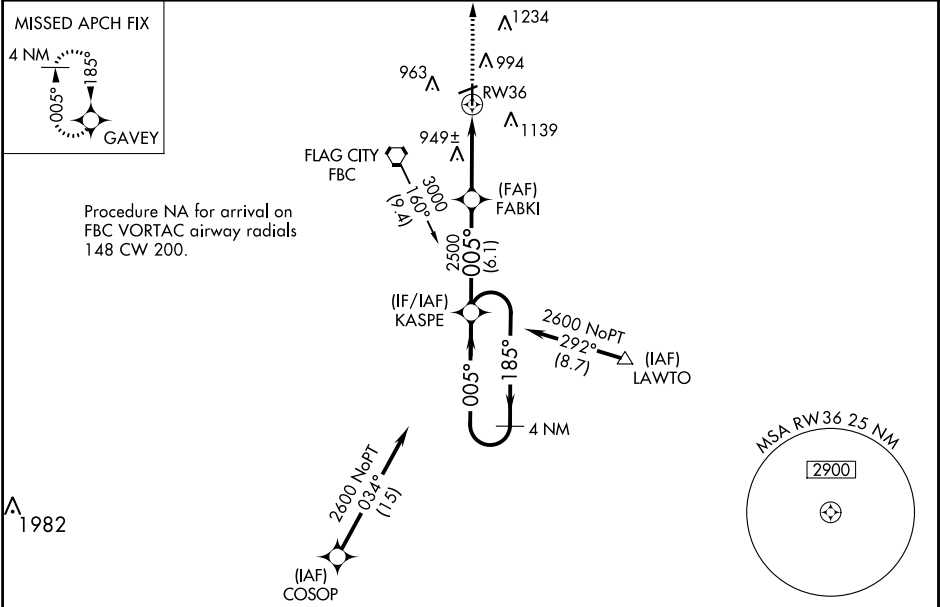 MISSED APCH FIX
4 NM
185°
005°
GAVEY
1234
994
963
RW36
1139
949±
FLAG CITY
FBC
3000
160°
(9.4)
(FAF)
FABKI
Procedure NA for arrival on
FBC VORTAC airway radials
148 CW 200.
2500
005°
(6.1)
(IF/IAF)
KASPE
2600 NoPT
292°
(8.7)
(IAF)
LAWTO
005°
185°
4 NM
MSA RW36 25 NM
2900
2600 NoPT
034°
(15)
1982
(IAF)
COSOP